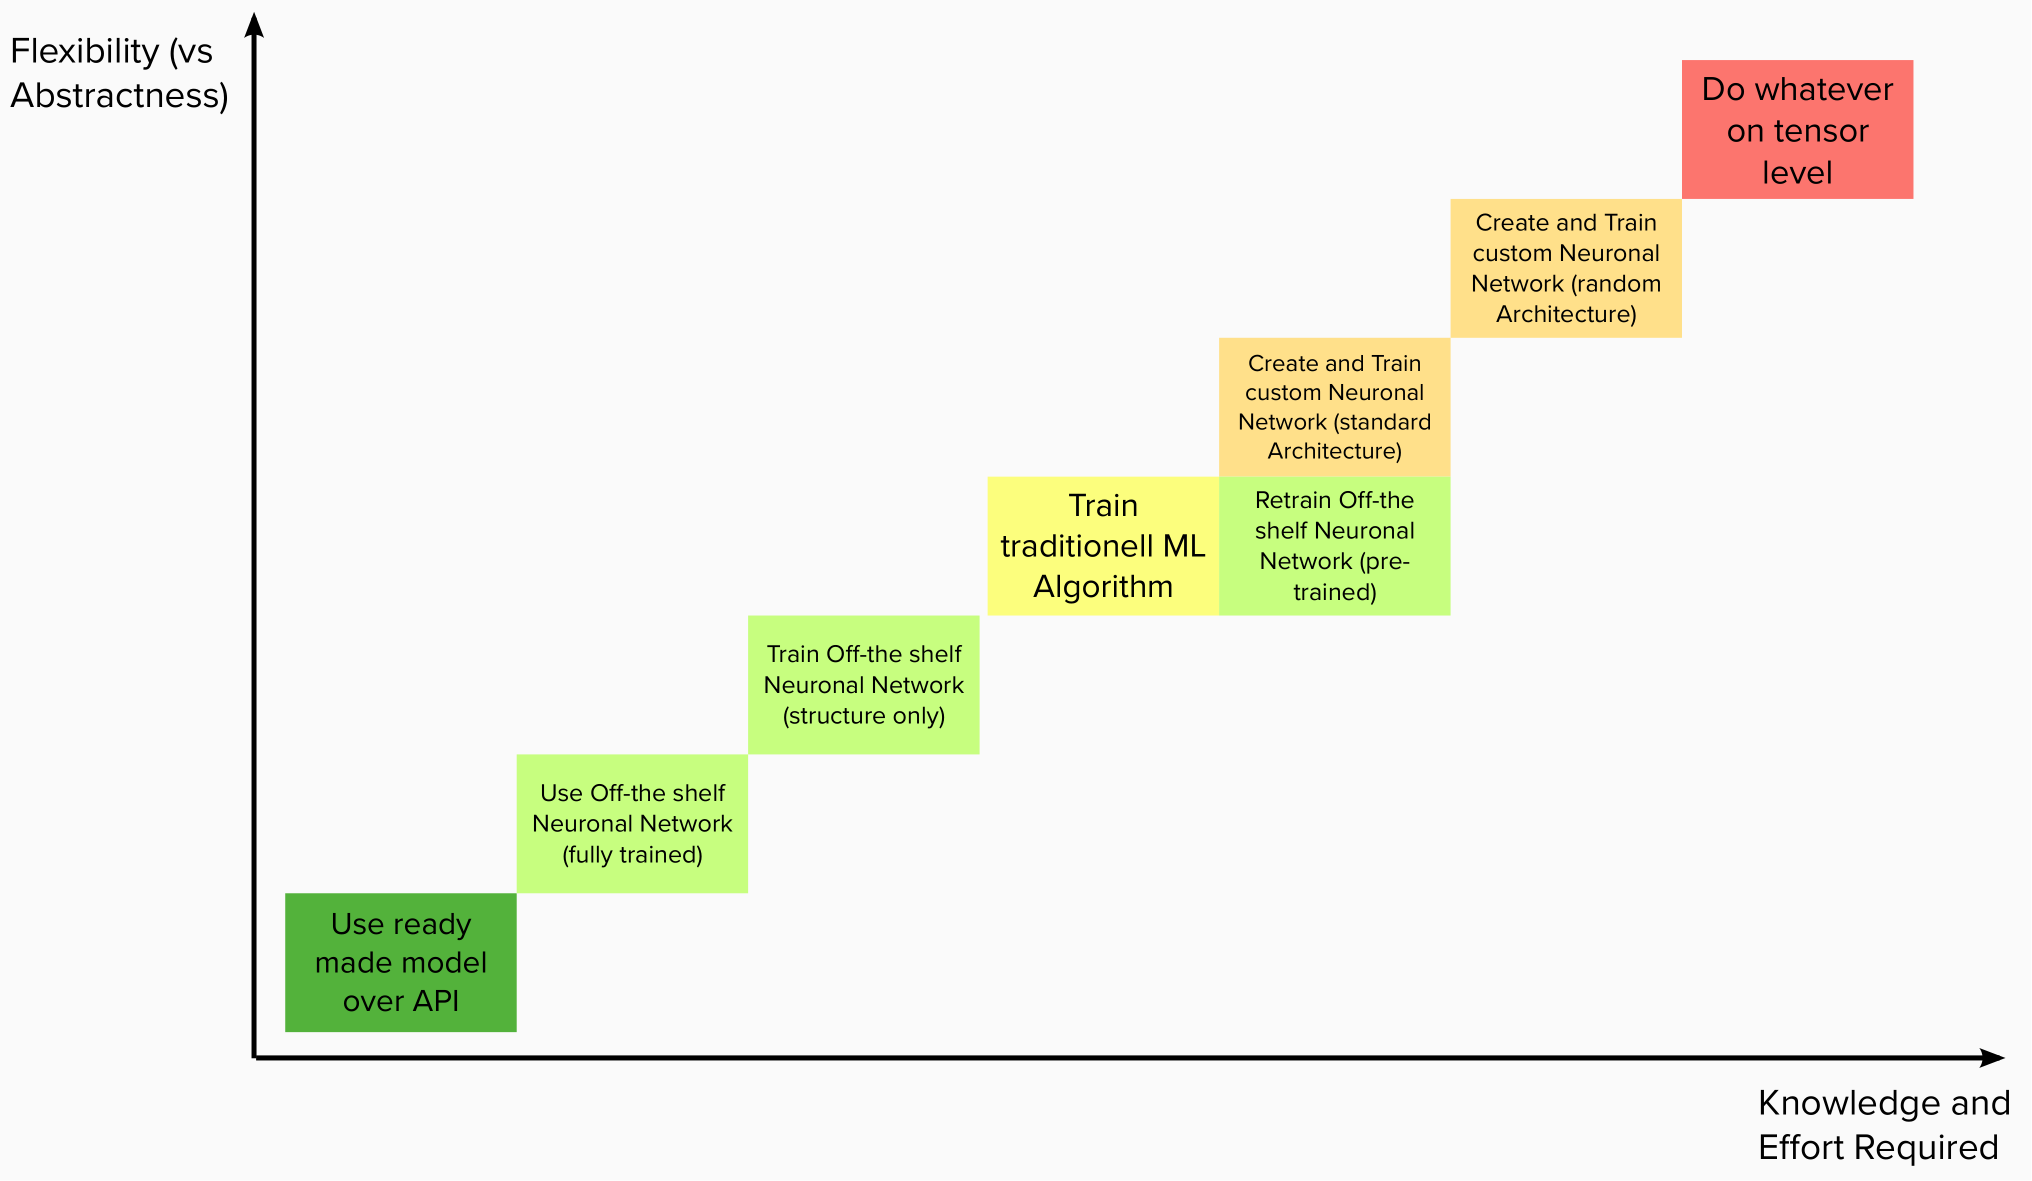 Flexibility (vs
Abstractness)
Do whatever
on tensor
level
Create and Train
custom Neuronal
Network (random
Architecture)
Create and Train
custom Neuronal
Network (standard
Architecture)
Train
traditionell ML
Algorithm
Retrain Off-the
shelf Neuronal
Network (pre-
trained)
Train Off-the shelf
Neuronal Network
(structure only)
Use Off-the shelf
Neuronal Network
(fully trained)
Use ready
made model
over API
Knowledge and
Effort Required